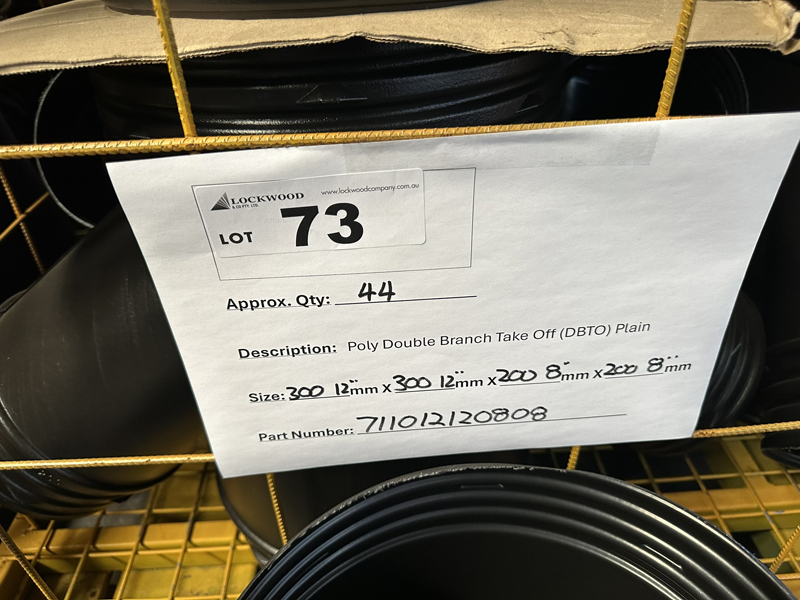 LOCKWOOD
& CO PTY. LTD.
www.lockwoodcompany.com.au
LOT 73
Approx. Qty: 44
Description: Poly Double Branch Take Off (DBTO) Plain
Size: 300 12"mm x 300 12"mm x 200 8"mm x 200 8"mm
Part Number: 711012120808